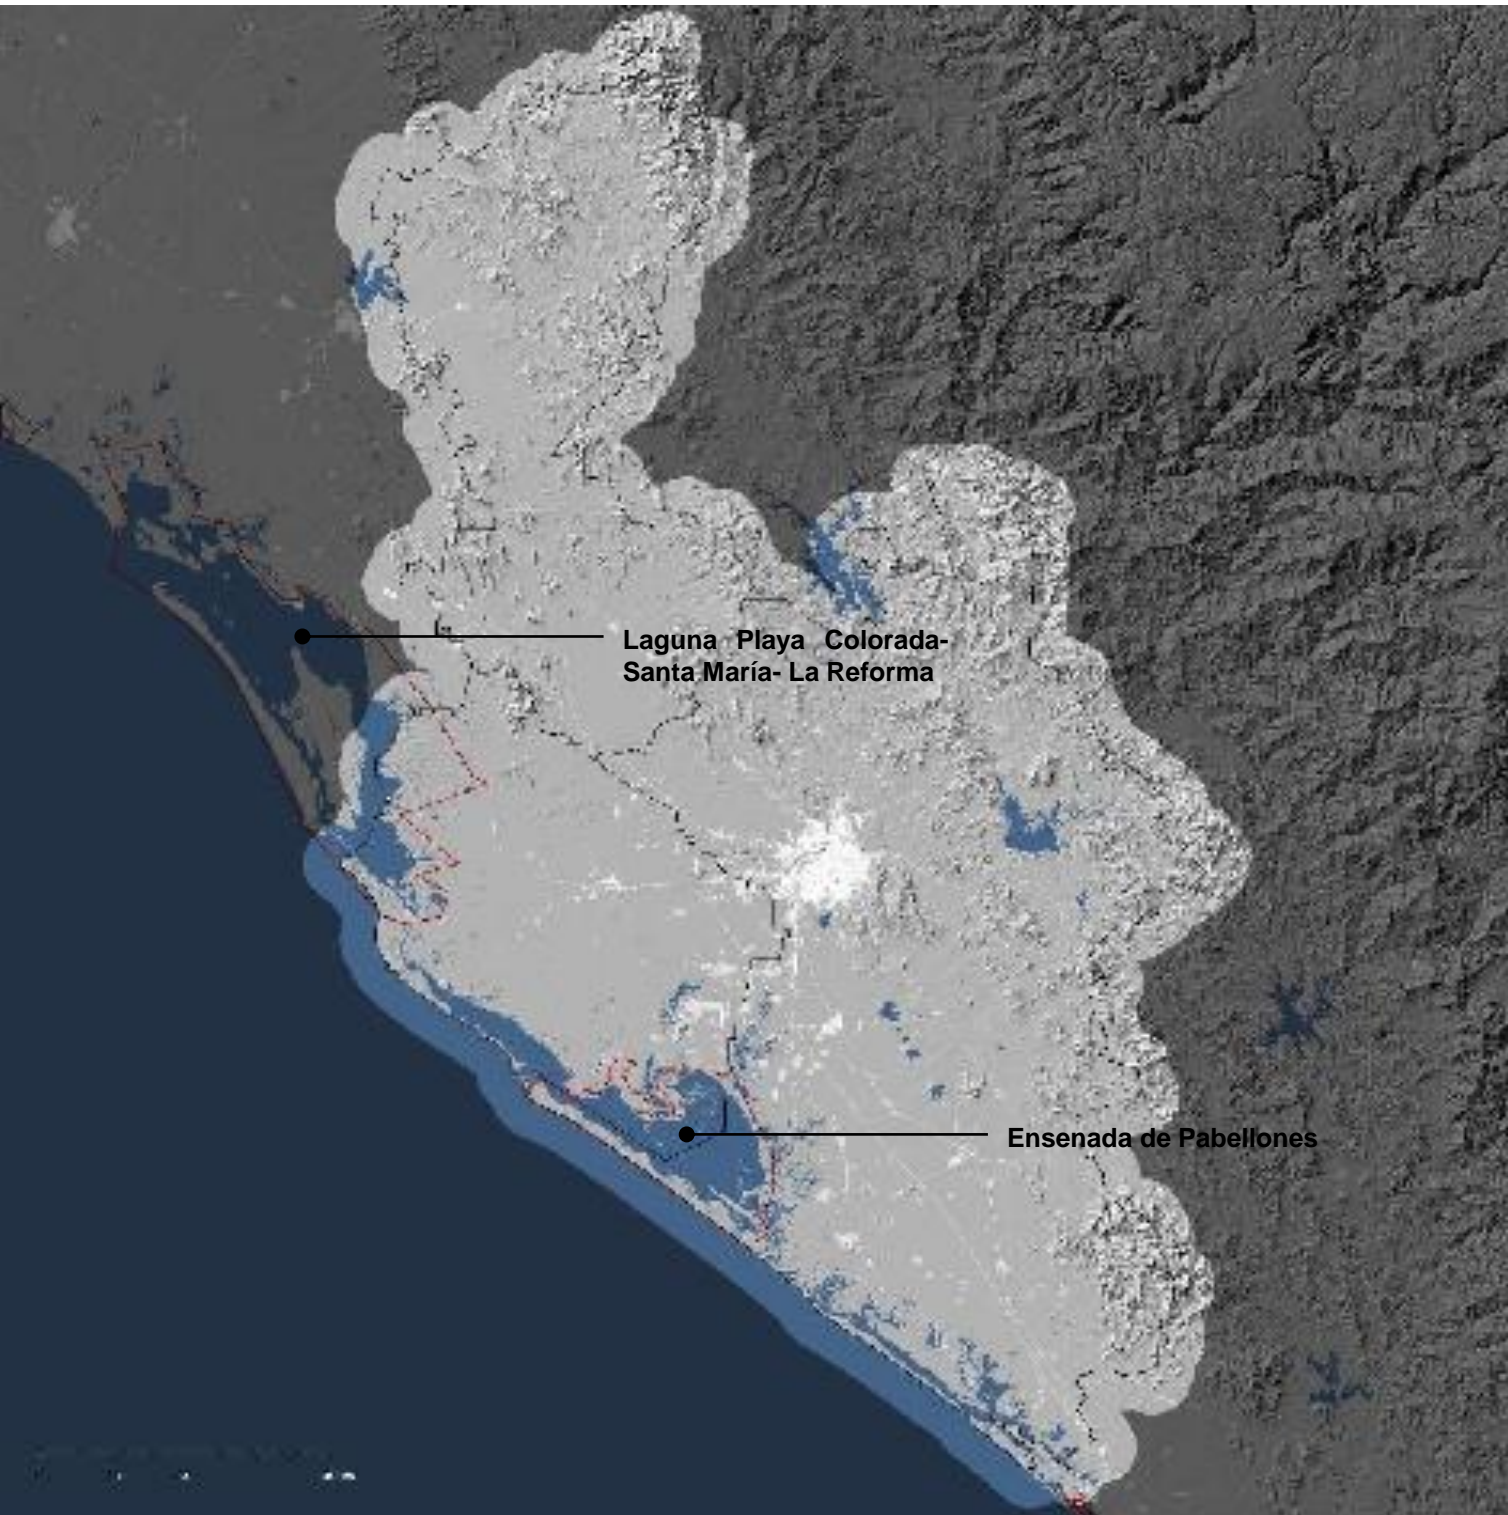 Laguna Playa Colorada-
Santa María- La Reforma
Ensenada de Pabellones